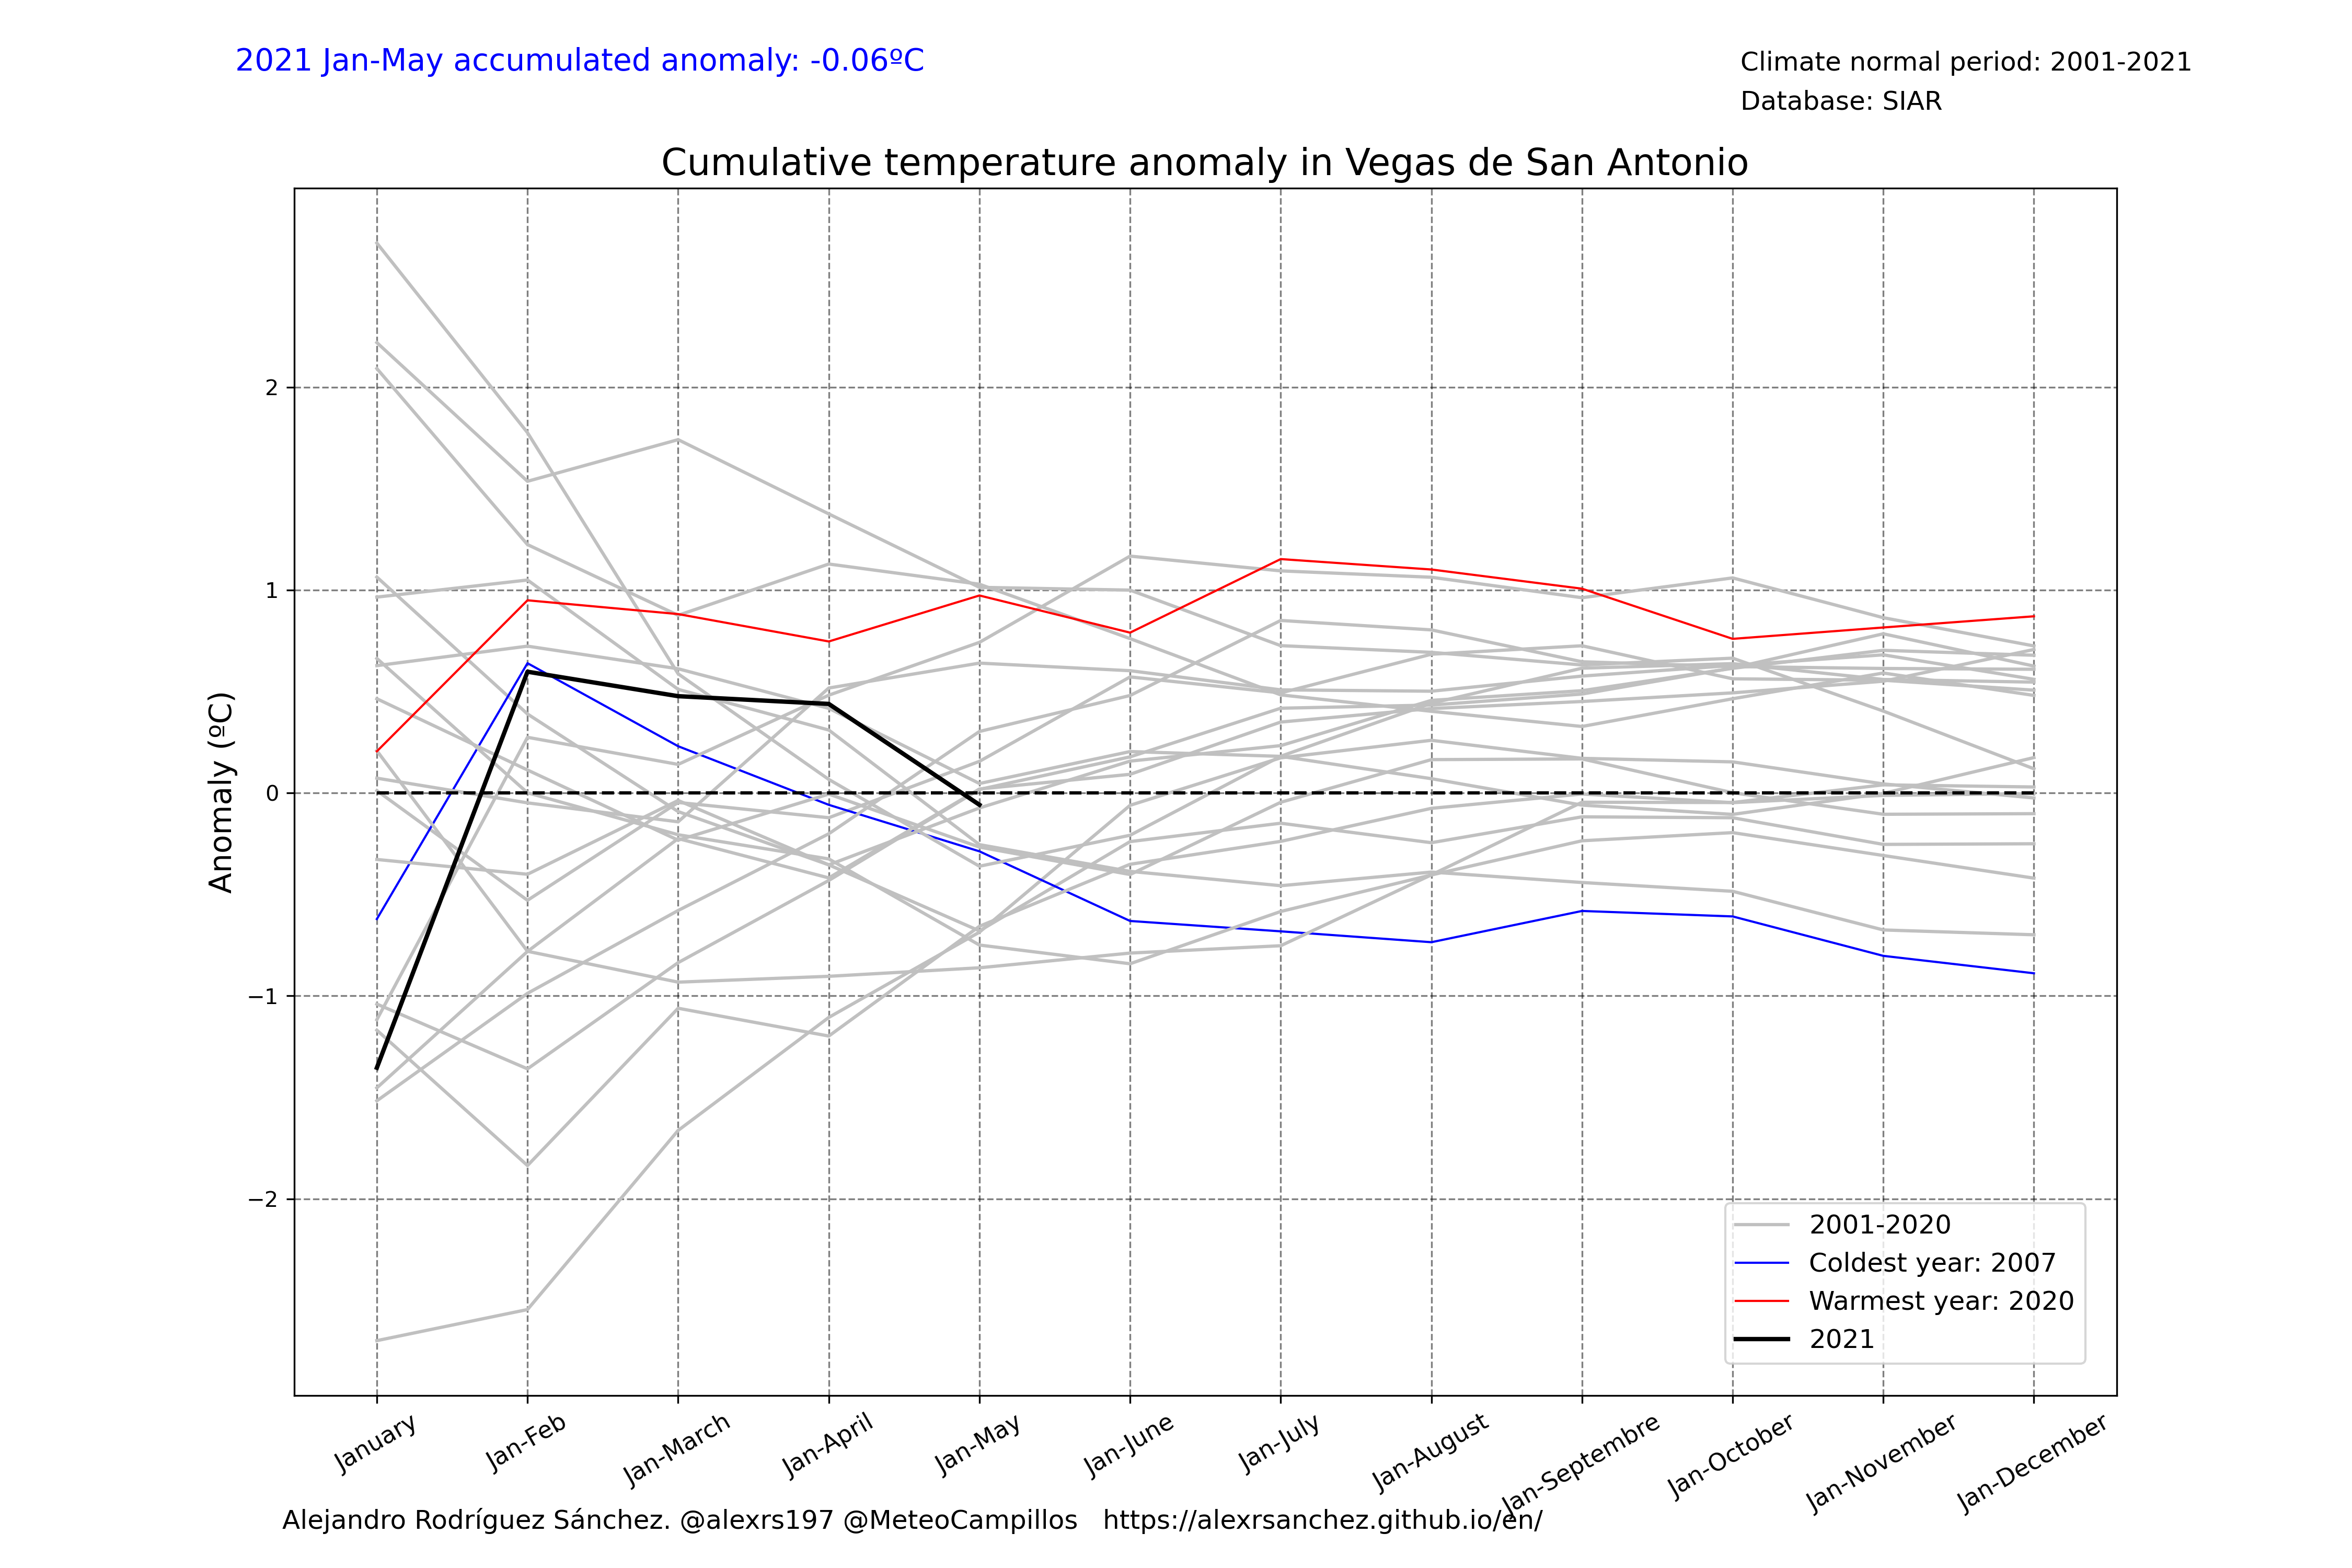 2021 Jan-May accumulated anomaly: -0.06ºC
Climate normal period: 2001-2021
Database: SIAR
Cumulative temperature anomaly in Vegas de San Antonio
Anomaly (ºC)
2
1
0
−1
−2
2001-2020
Coldest year: 2007
Warmest year: 2020
2021
January
Jan-Feb
Jan-March
Jan-April
Jan-May
Jan-June
Jan-July
Jan-August
Jan-Septembre
Jan-October
Jan-November
Jan-December
Alejandro Rodríguez Sánchez. @alexrs197 @MeteoCampillos https://alexrsanchez.github.io/en/